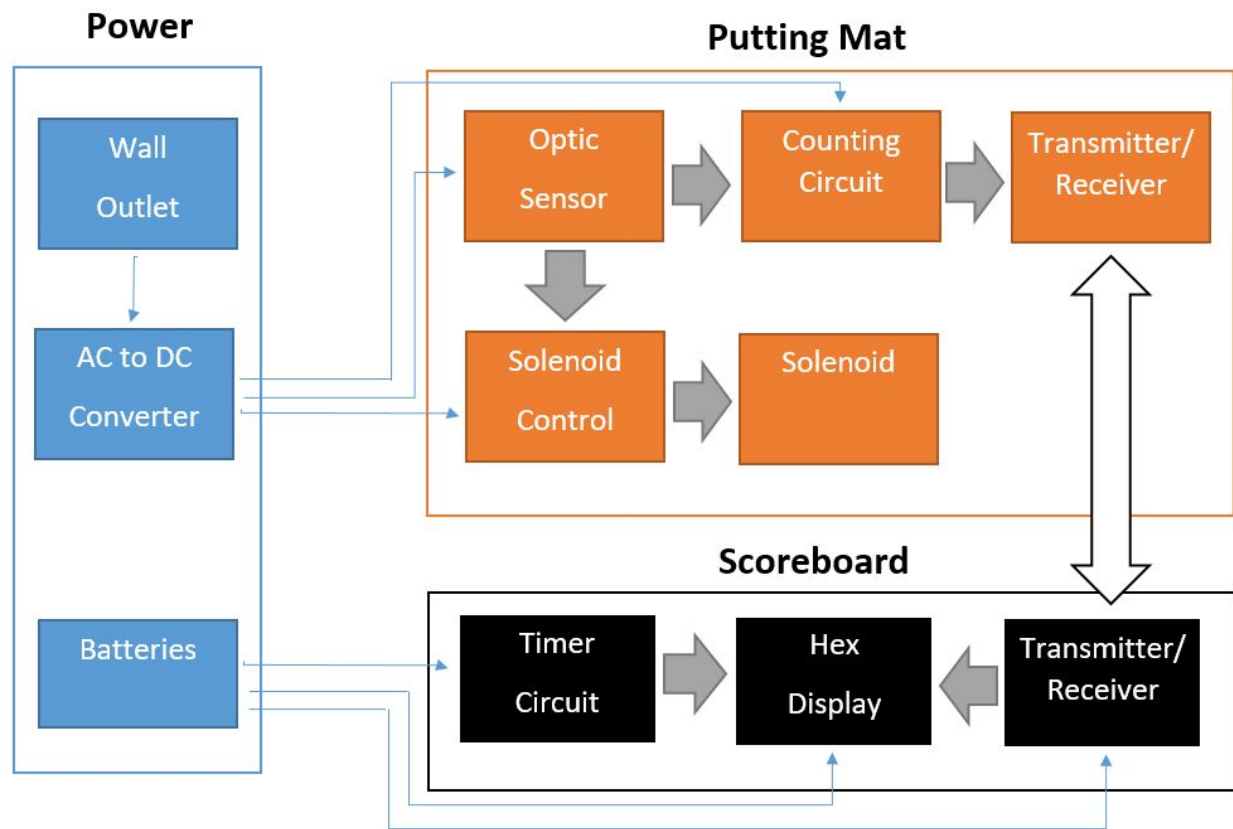 Power
Wall
Outlet
AC to DC
Converter
Batteries
Putting Mat
Optic
Sensor
Counting
Circuit
Transmitter/
Receiver
Solenoid
Control
Solenoid
Scoreboard
Timer
Circuit
Hex
Display
Transmitter/
Receiver